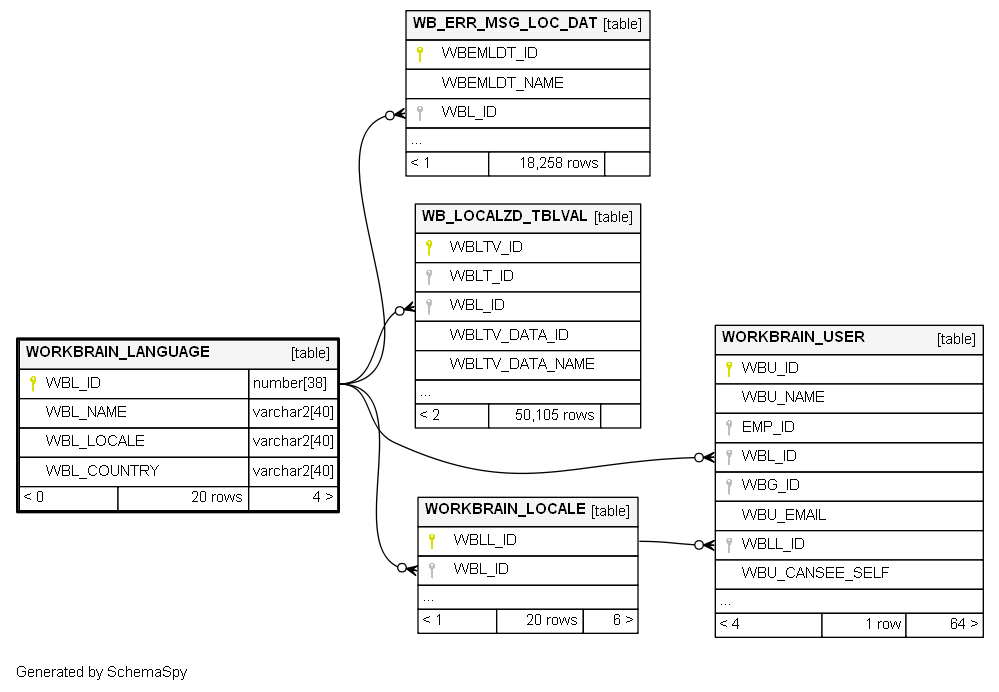 WB_ERR_MSG_LOC_DAT [table]
WBEMLDT_ID
WBEMLDT_NAME
WBL_ID
...
< 1 18,258 rows
WB_LOCALZD_TBLVAL [table]
WBLTV_ID
WBLT_ID
WBL_ID
WBLTV_DATA_ID
WBLTV_DATA_NAME
...
< 2 50,105 rows
WORKBRAIN_LANGUAGE [table]
WBL_ID number[38]
WBL_NAME varchar2[40]
WBL_LOCALE varchar2[40]
WBL_COUNTRY varchar2[40]
< 0 20 rows 4 >
WORKBRAIN_USER [table]
WBU_ID
WBU_NAME
EMP_ID
WBL_ID
WBG_ID
WBU_EMAIL
WBLL_ID
WBU_CANSEE_SELF
...
< 4 1 row 64 >
WORKBRAIN_LOCALE [table]
WBLL_ID
WBL_ID
...
< 1 20 rows 6 >
Generated by SchemaSpy